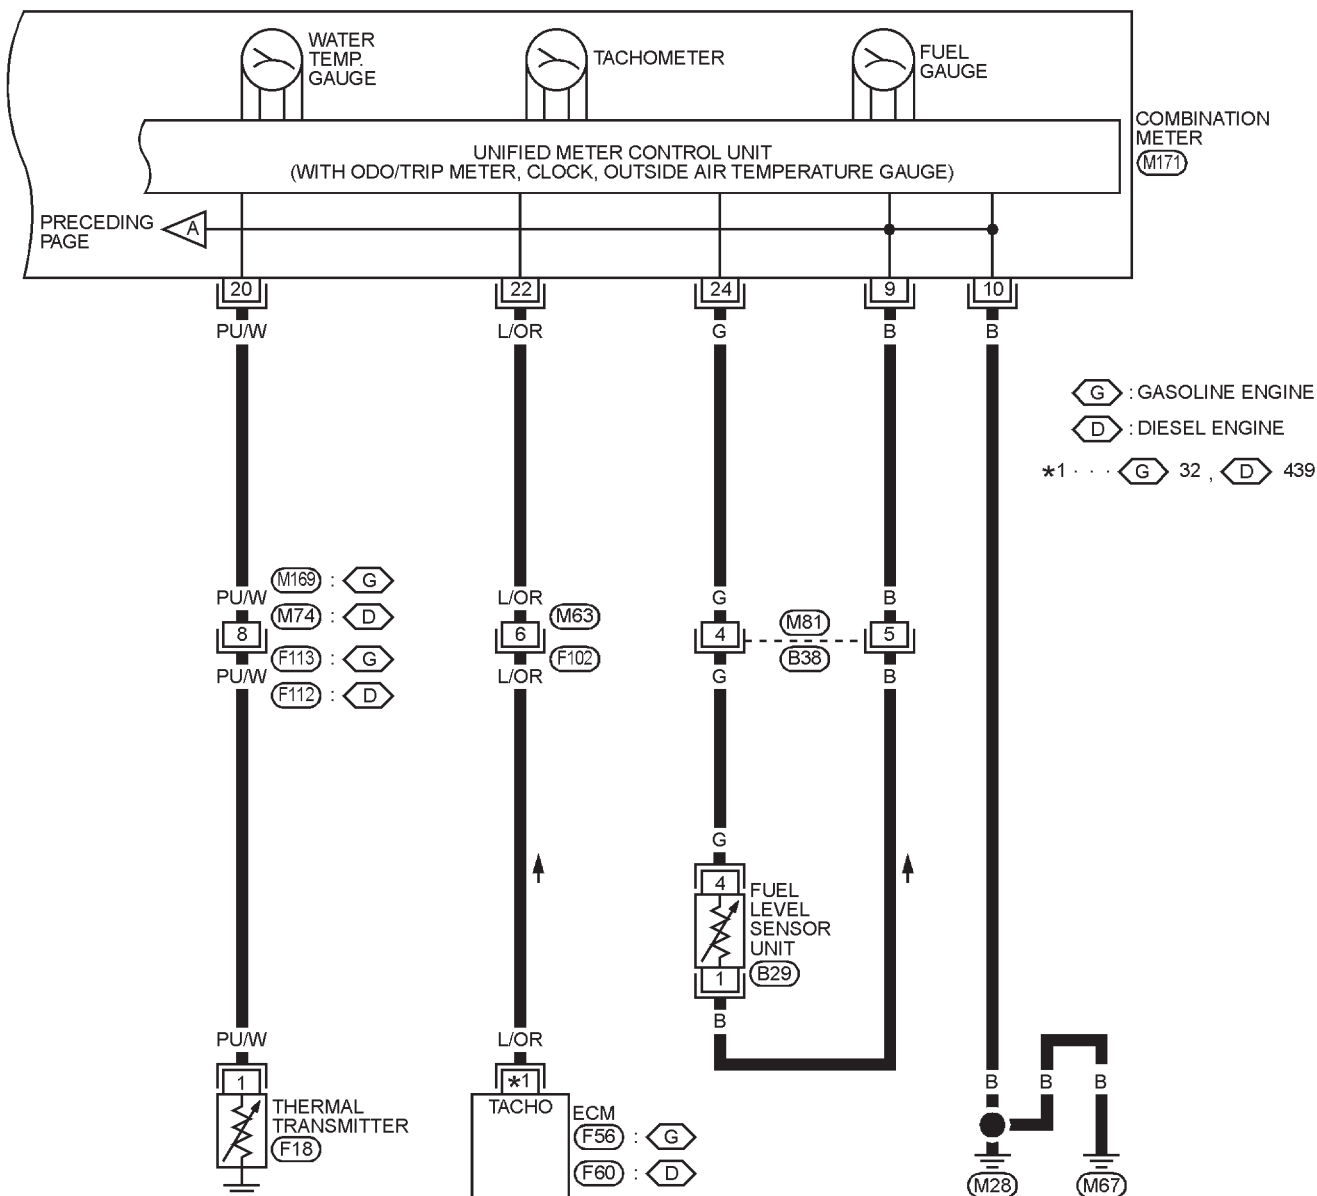 WATER
TEMP.
GAUGE
TACHOMETER
FUEL
GAUGE
COMBINATION
METER
M171
UNIFIED METER CONTROL UNIT
(WITH ODO/TRIP METER, CLOCK, OUTSIDE AIR TEMPERATURE GAUGE)
PRECEDING
PAGE
A
20 22 24 9 10
PU/W L/OR G B B
G : GASOLINE ENGINE
D : DIESEL ENGINE
*1 · · · G 32 , D 439
M169 : G
PU/W L/OR G B
M74 : D M63 M81
8 6 4 5
F113 : G F102 B38
PU/W L/OR G B
F112 : D
G
4
FUEL
LEVEL
SENSOR
UNIT
B29
1
B
PU/W L/OR
1 *1
B B B
THERMAL
TRANSMITTER
F18
TACHO
ECM
F56 : G
F60 : D
M28 M67